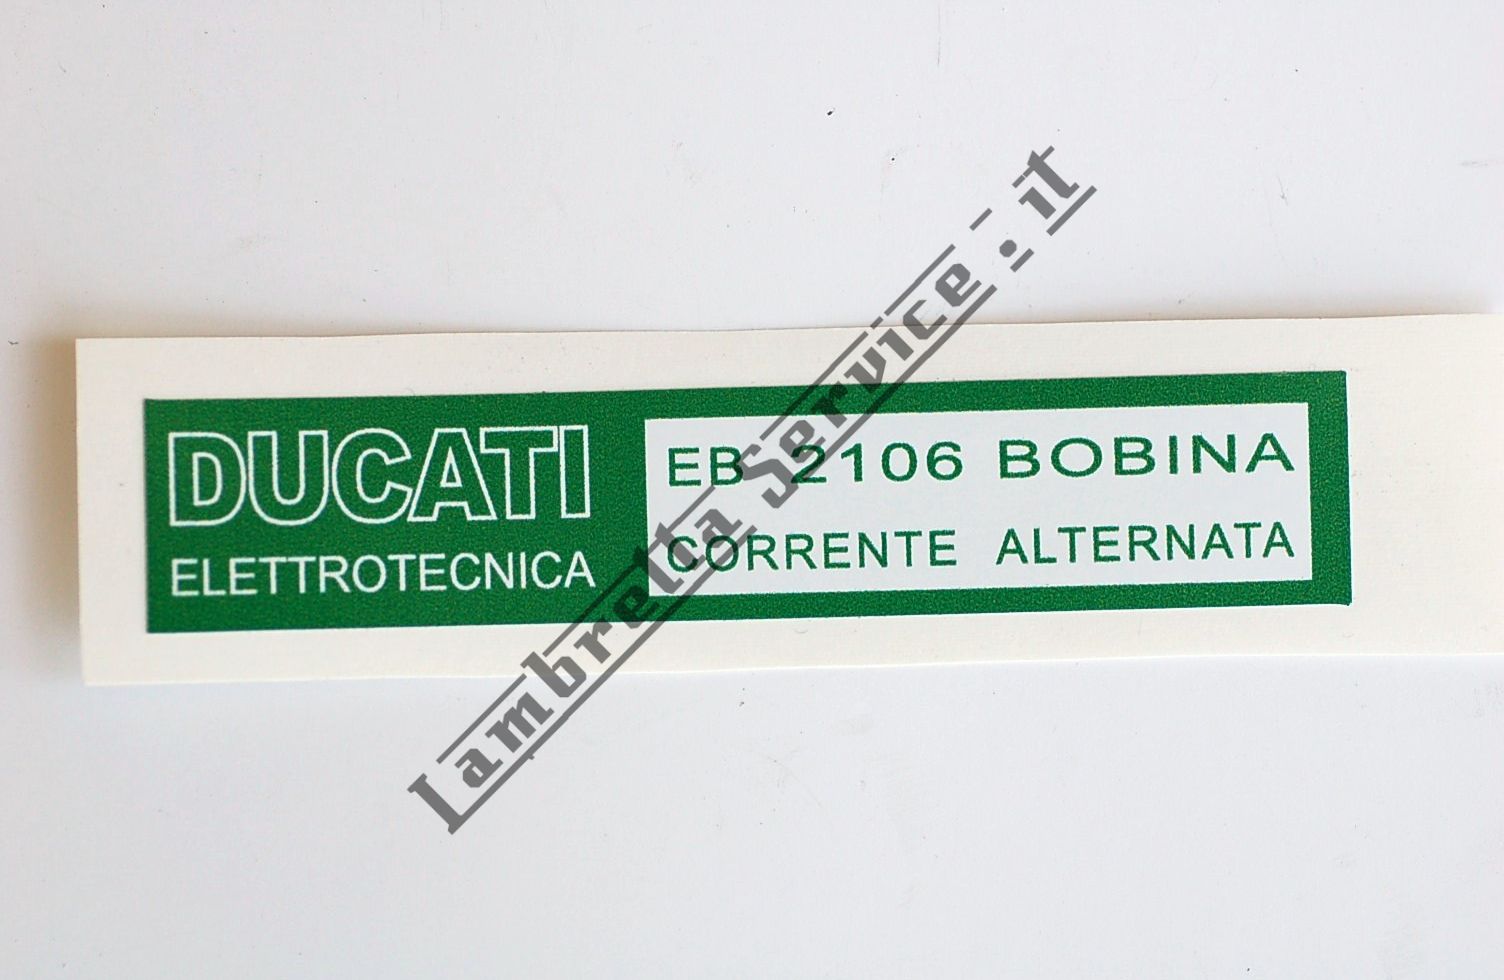 DUCATI
ELETTROTECNICA
EB 2106 BOBINA
CORRENTE ALTERNATA
Lambretta Service.it